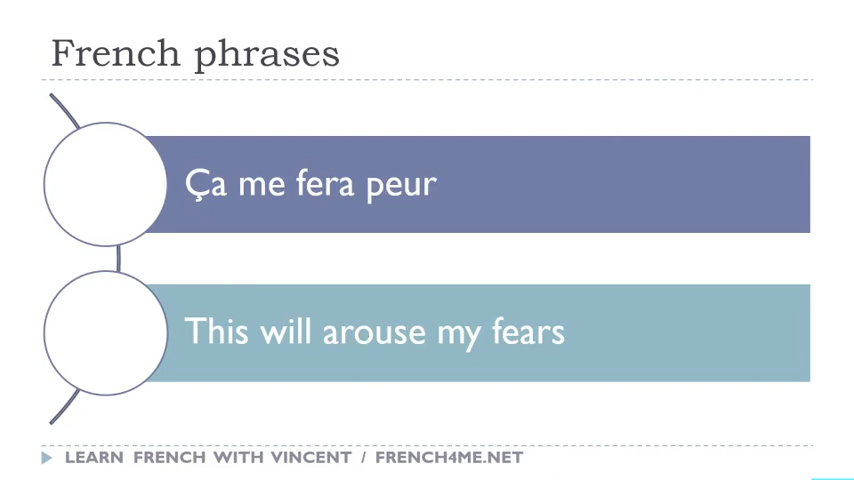 French phrases
Ça me fera peur
This will arouse my fears
LEARN FRENCH WITH VINCENT / FRENCH4ME.NET